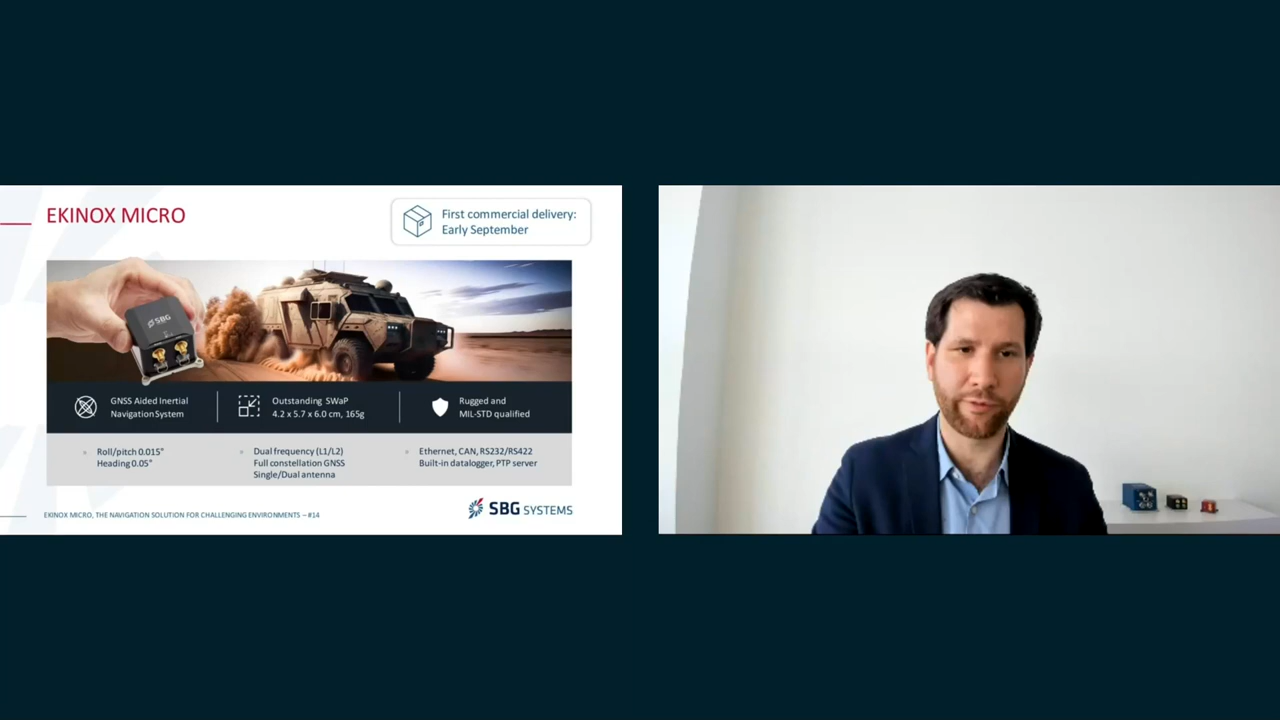 EKINOX MICRO
First commercial delivery:
Early September
SBG
GNSS Aided Inertial
Navigation System
Outstanding SWaP
4.2 x 5.7 x 6.0 cm, 165g
Rugged and
MIL-STD qualified
Roll/pitch 0.015°
Heading 0.05°
Dual frequency (L1/L2)
Full constellation GNSS
Single/Dual antenna
Ethernet, CAN, RS232/RS422
Built-in datalogger, PTP server
EKINOX MICRO, THE NAVIGATION SOLUTION FOR CHALLENGING ENVIRONMENTS – #14
SBG SYSTEMS